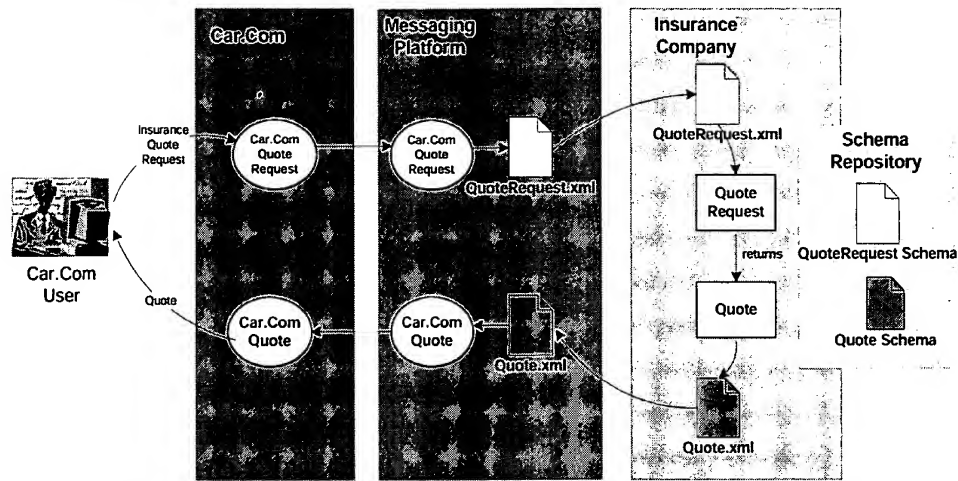 Car.Com
Messaging
Platform
Insurance
Company
Insurance
Quote
Request
Car.Com
Quote
Request
Car.Com
Quote
Request
QuoteRequest.xml
QuoteRequest.xml
Schema
Repository
Quote
Request
QuoteRequest Schema
returns
Car.Com
User
Quote
Car.Com
Quote
Car.Com
Quote
Quote.xml
Quote
Quote Schema
Quote.xml